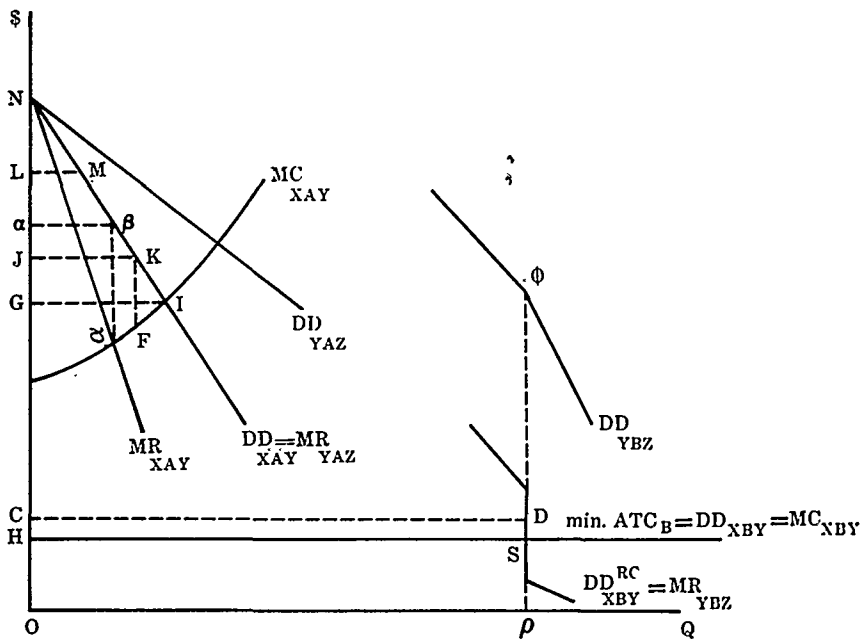 $
N
L
M
MC XAY
α
β
J
K
Φ
G
I
α
F
DD YAZ
DD YBZ
MR XAY
DD XAY = MR YAZ
C
D
min. ATC B = DD XBY = MC XBY
H
S
DD RC XBY = MR YBZ
O
ρ
Q